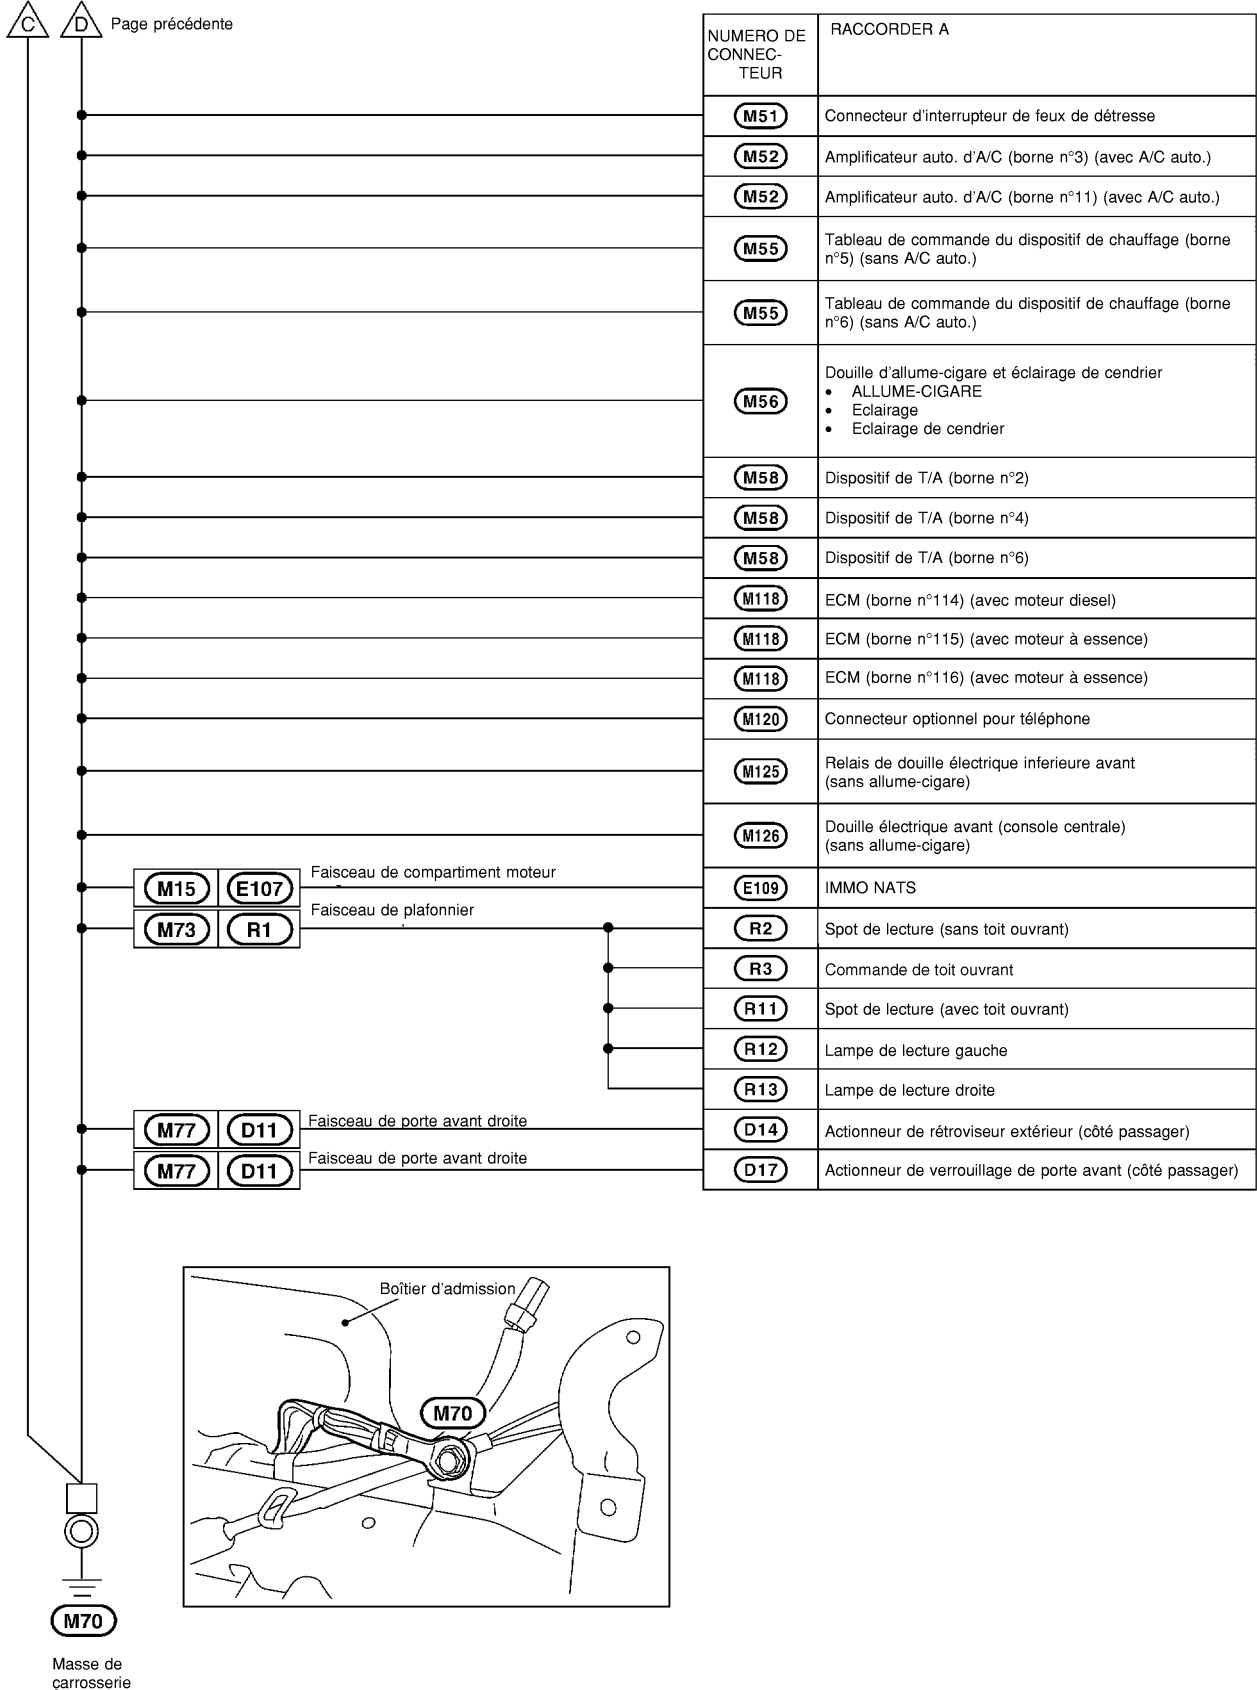 C D Page précédente
NUMERO DE
CONNEC-
TEUR
RACCORDER A
M51 Connecteur d'interrupteur de feux de détresse
M52 Amplificateur auto. d'A/C (borne n°3) (avec A/C auto.)
M52 Amplificateur auto. d'A/C (borne n°11) (avec A/C auto.)
M55 Tableau de commande du dispositif de chauffage (borne
n°5) (sans A/C auto.)
M55 Tableau de commande du dispositif de chauffage (borne
n°6) (sans A/C auto.)
M56 Douille d'allume-cigare et éclairage de cendrier
• ALLUME-CIGARE
• Eclairage
• Eclairage de cendrier
M58 Dispositif de T/A (borne n°2)
M58 Dispositif de T/A (borne n°4)
M58 Dispositif de T/A (borne n°6)
M118 ECM (borne n°114) (avec moteur diesel)
M118 ECM (borne n°115) (avec moteur à essence)
M118 ECM (borne n°116) (avec moteur à essence)
M120 Connecteur optionnel pour téléphone
M125 Relais de douille électrique inferieure avant
(sans allume-cigare)
M126 Douille électrique avant (console centrale)
(sans allume-cigare)
M15 E107 Faisceau de compartiment moteur E109 IMMO NATS
M73 R1 Faisceau de plafonnier R2 Spot de lecture (sans toit ouvrant)
R3 Commande de toit ouvrant
R11 Spot de lecture (avec toit ouvrant)
R12 Lampe de lecture gauche
R13 Lampe de lecture droite
M77 D11 Faisceau de porte avant droite D14 Actionneur de rétroviseur extérieur (côté passager)
M77 D11 Faisceau de porte avant droite D17 Actionneur de verrouillage de porte avant (côté passager)
Boîtier d'admission
M70
M70
Masse de
carrosserie